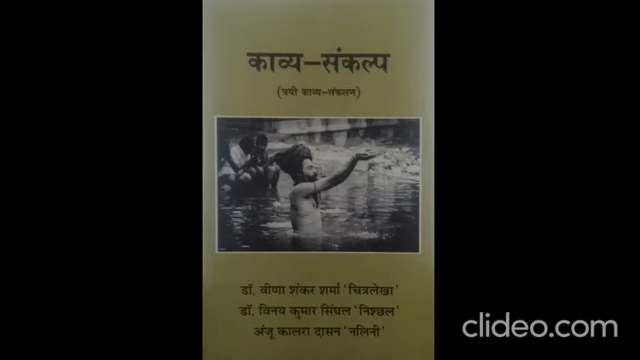 काव्य–संकल्प
(त्रयी काव्य–संकलन)
डॉ. वीणा शंकर शर्मा ‘चित्रलेखा’
डॉ. विनय कुमार सिंघल ‘निश्छल’
अंजू कालरा दासन ‘नलिनी’
clideo.com